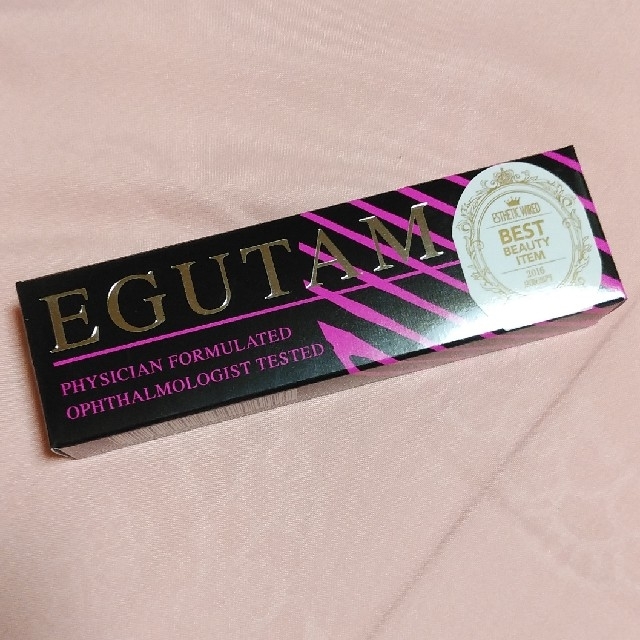 EGUTAM
PHYSICIAN FORMULATED
OPHTHALMOLOGIST TESTED
ESTHETIC WIRED
BEST
BEAUTY
ITEM
2016